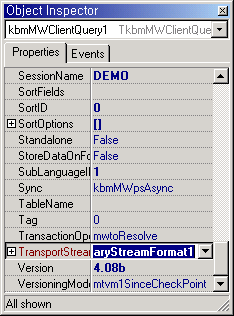 Object Inspector
kbmMWClientQuery1 TkbmMWClientQ
Properties Events
SessionName DEMO
SortFields
SortID 0
SortOptions []
Standalone False
StoreDataOnFo False
SubLanguageI 1
Sync kbmMWpsAsync
TableName
Tag 0
TransactionOp mwtoResolve
TransportStrea aryStreamFormat1
Version 4.08b
VersioningMod mtvm1SinceCheckPoint
All shown